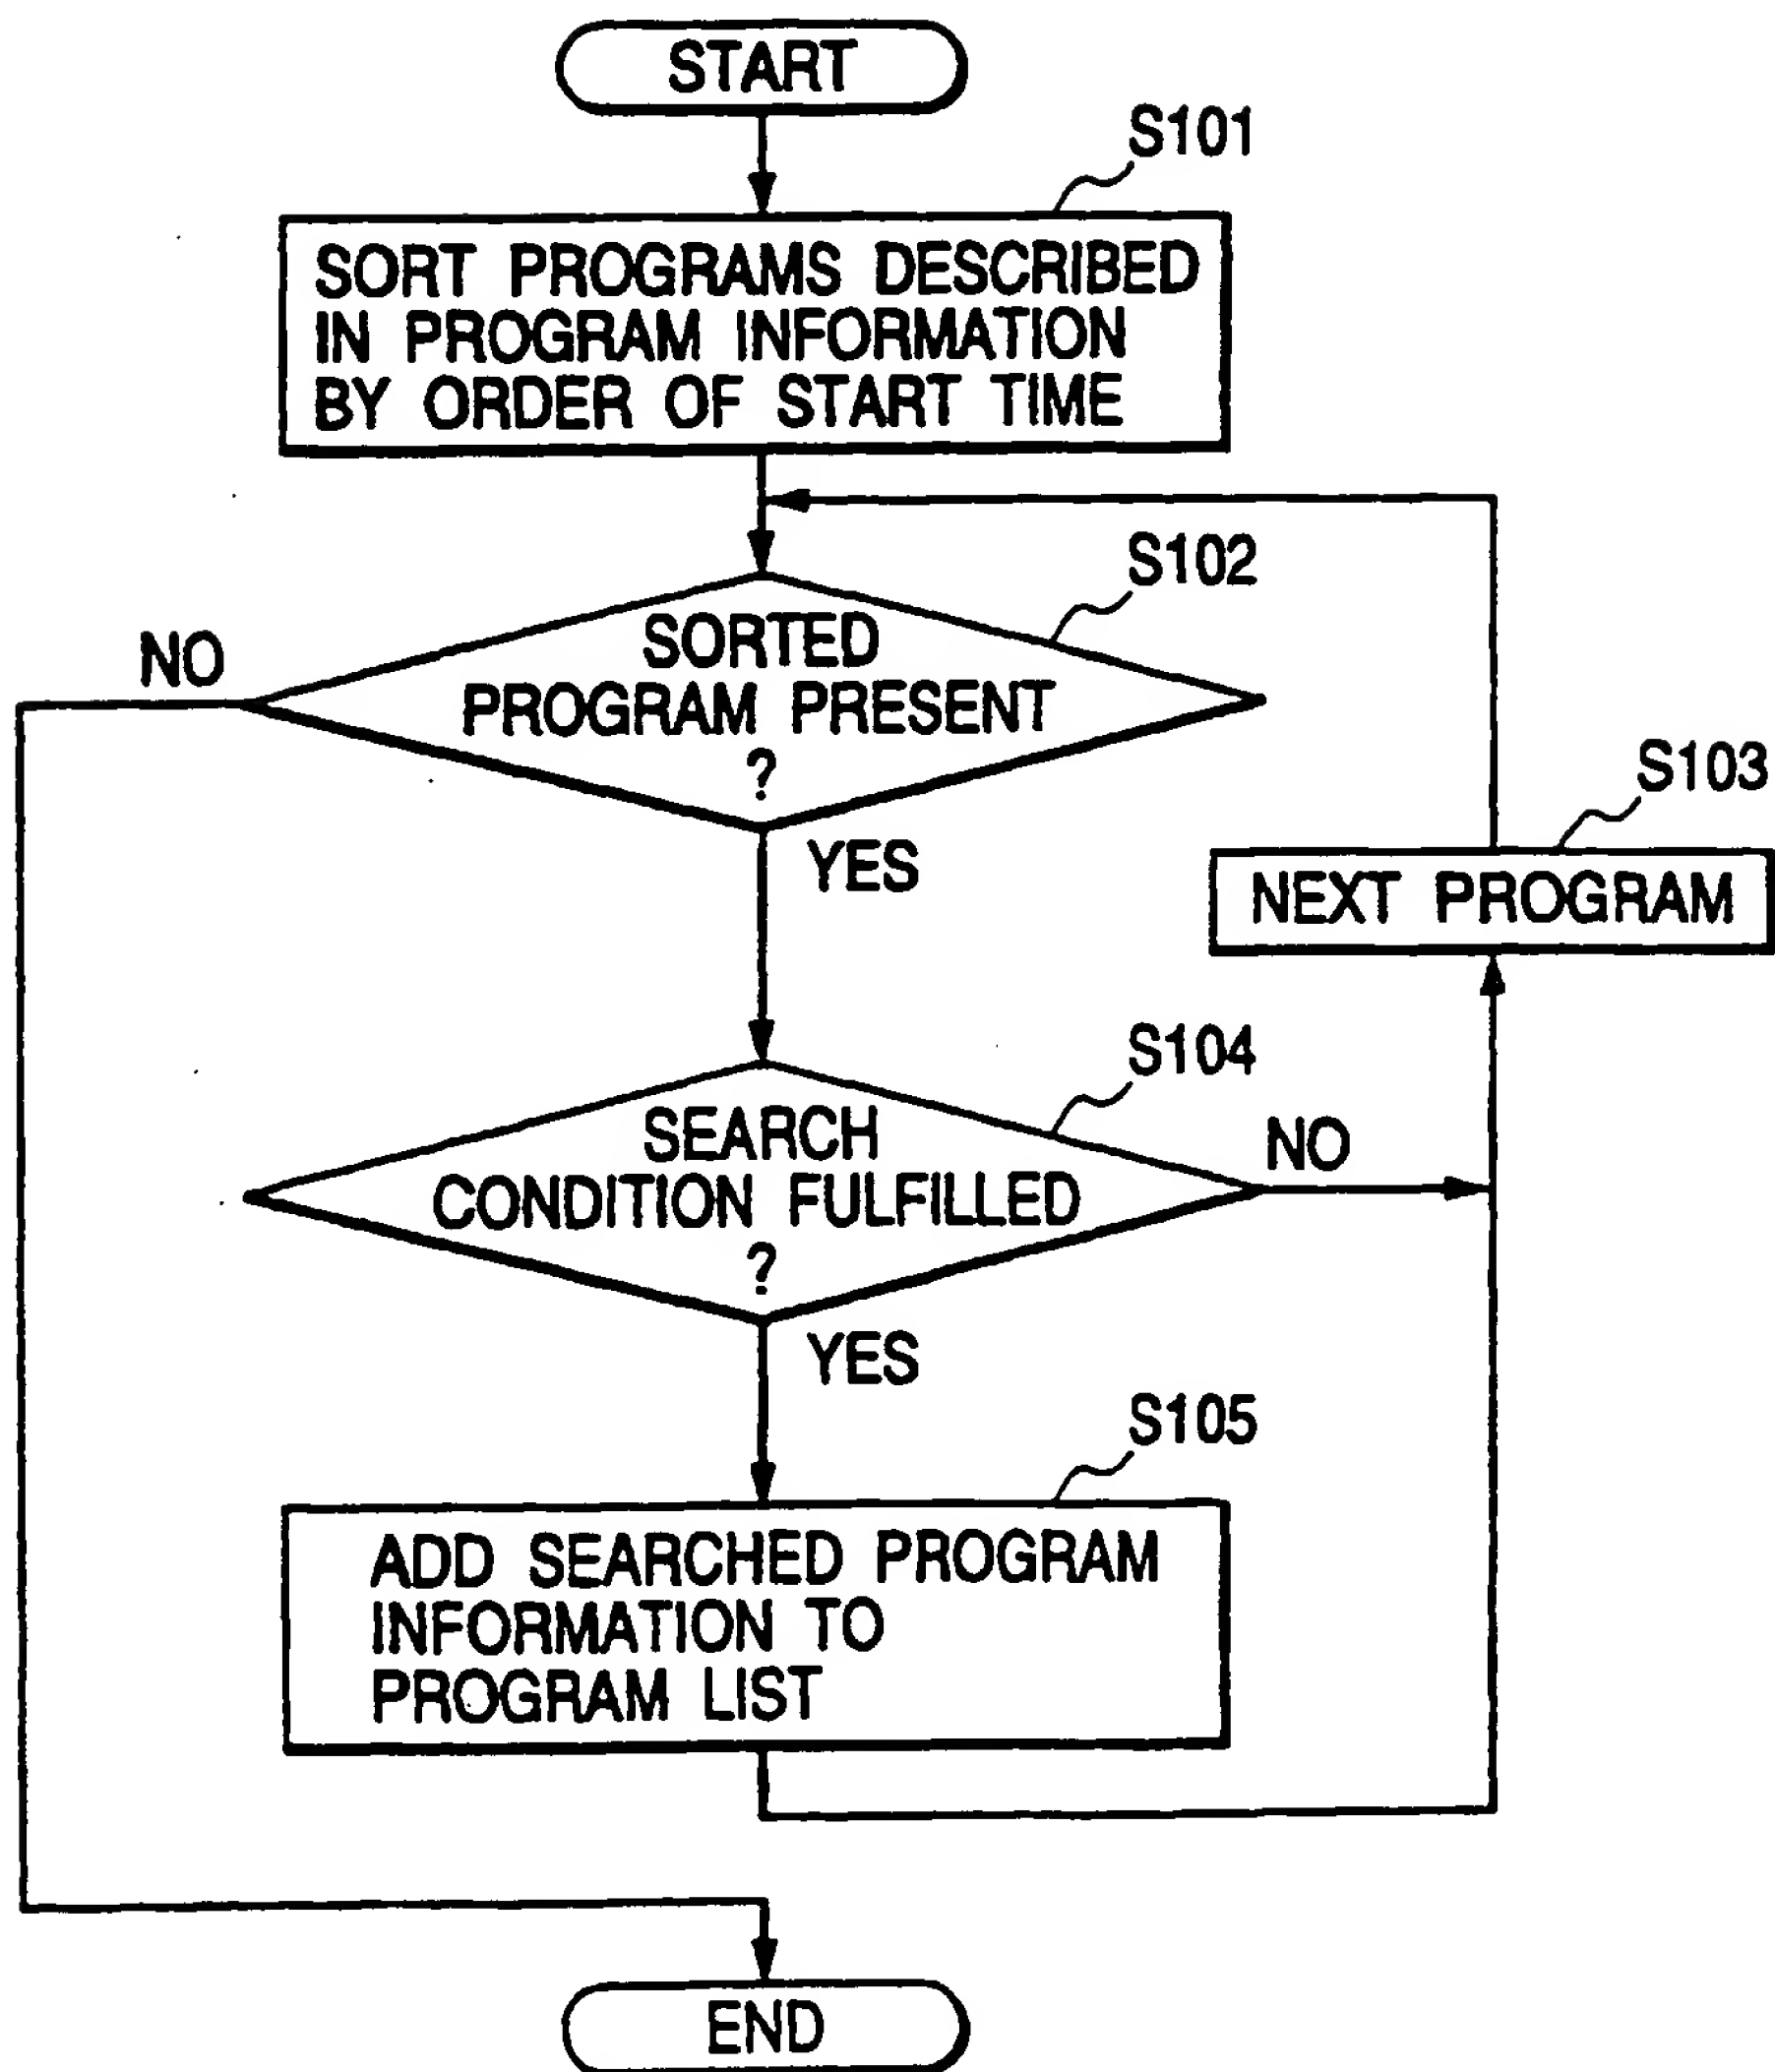 START
S101
SORT PROGRAMS DESCRIBED
IN PROGRAM INFORMATION
BY ORDER OF START TIME
S102
SORTED
PROGRAM PRESENT
?
NO
YES
S103
NEXT PROGRAM
S104
SEARCH
CONDITION FULFILLED
?
NO
YES
S105
ADD SEARCHED PROGRAM
INFORMATION TO
PROGRAM LIST
END